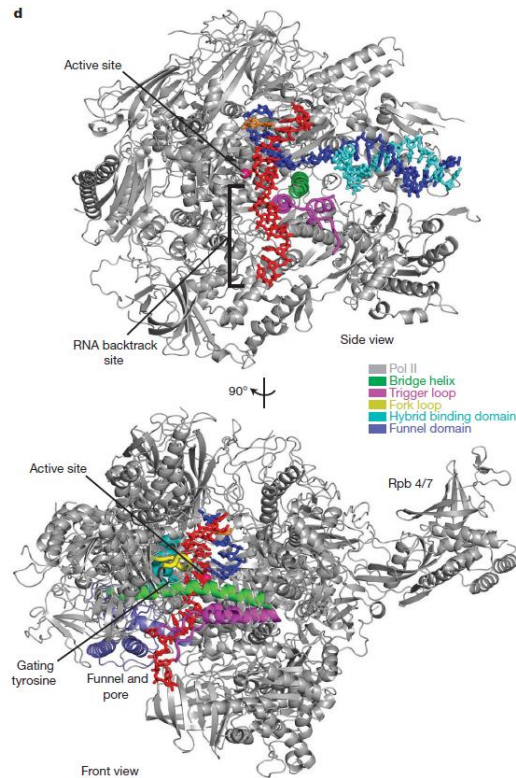 d
Active site
RNA backtrack
site
Side view
90°
Pol II
Bridge helix
Trigger loop
Fork loop
Hybrid binding domain
Funnel domain
Active site
Rpb 4/7
Gating
tyrosine
Funnel and
pore
Front view